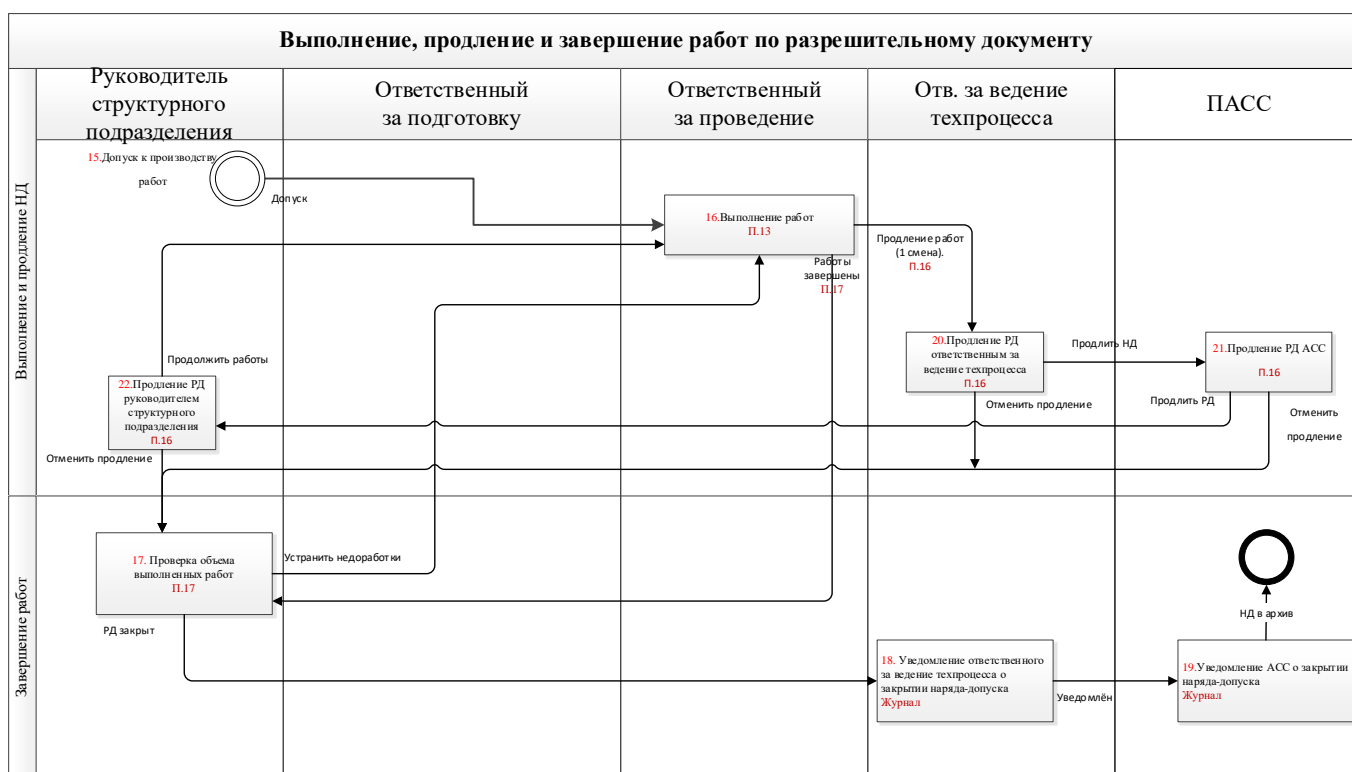 Выполнение, продление и завершение работ по разрешительному документу
Руководитель
структурного
подразделения
Ответственный
за подготовку
Ответственный
за проведение
Отв. за ведение
техпроцесса
ПАСС
Выполнение и продление НД
15.Допуск к производству
работ
Допуск
16.Выполнение работ
П.13
Продление работ
(1 смена).
П.16
Работы
завершены
П.17
20.Продление РД
ответственным за
ведение техпроцесса
П.16
Продлить НД
21.Продление РД АСС
П.16
Продолжить работы
22.Продление РД
руководителем
структурного
подразделения
П.16
Отменить продление
Продлить РД
Отменить
продление
Отменить продление
Завершение работ
17. Проверка объема
выполненных работ
П.17
Устранить недоработки
РД закрыт
НД в архив
18. Уведомление ответственного
за ведение техпроцесса о
закрытии наряда-допуска
Журнал
Уведомлён
19.Уведомление АСС о закрытии
наряда-допуска
Журнал